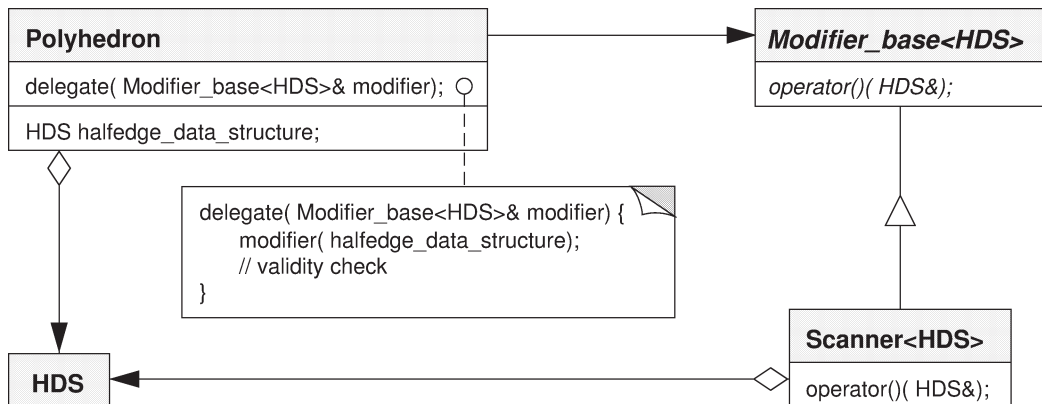 Polyhedron
delegate( Modifier_base<HDS>& modifier);
HDS halfedge_data_structure;
Modifier_base<HDS>
operator()( HDS&);
delegate( Modifier_base<HDS>& modifier) {
modifier( halfedge_data_structure);
// validity check
}
HDS
Scanner<HDS>
operator()( HDS&);